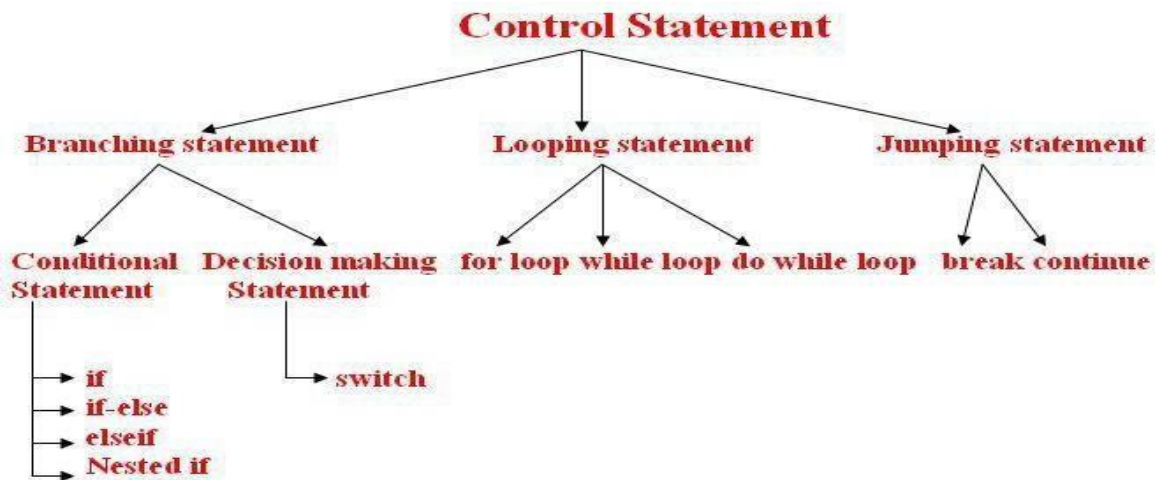 Control Statement
Branching statement
Looping statement
Jumping statement
Conditional
Statement
Decision making
Statement
for loop
while loop
do while loop
break
continue
if
if-else
elseif
Nested if
switch